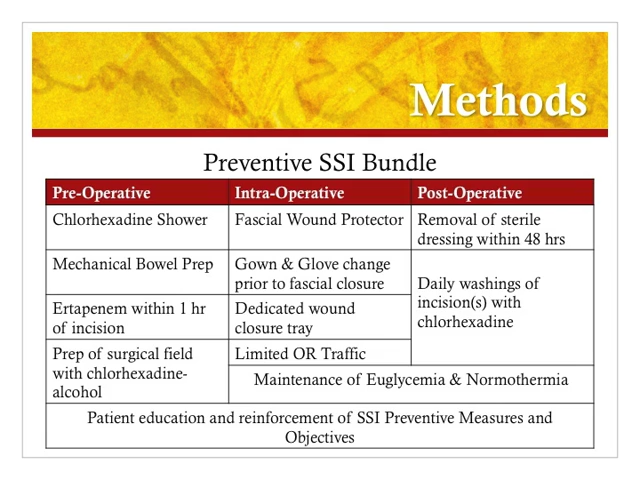 Methods
Preventive SSI Bundle
Pre-Operative
Intra-Operative
Post-Operative
Chlorhexadine Shower
Fascial Wound Protector
Removal of sterile
dressing within 48 hrs
Mechanical Bowel Prep
Gown & Glove change
prior to fascial closure
Daily washings of
incision(s) with
chlorhexadine
Ertapenem within 1 hr
of incision
Dedicated wound
closure tray
Prep of surgical field
with chlorhexadine-
alcohol
Limited OR Traffic
Maintenance of Euglycemia & Normothermia
Patient education and reinforcement of SSI Preventive Measures and
Objectives